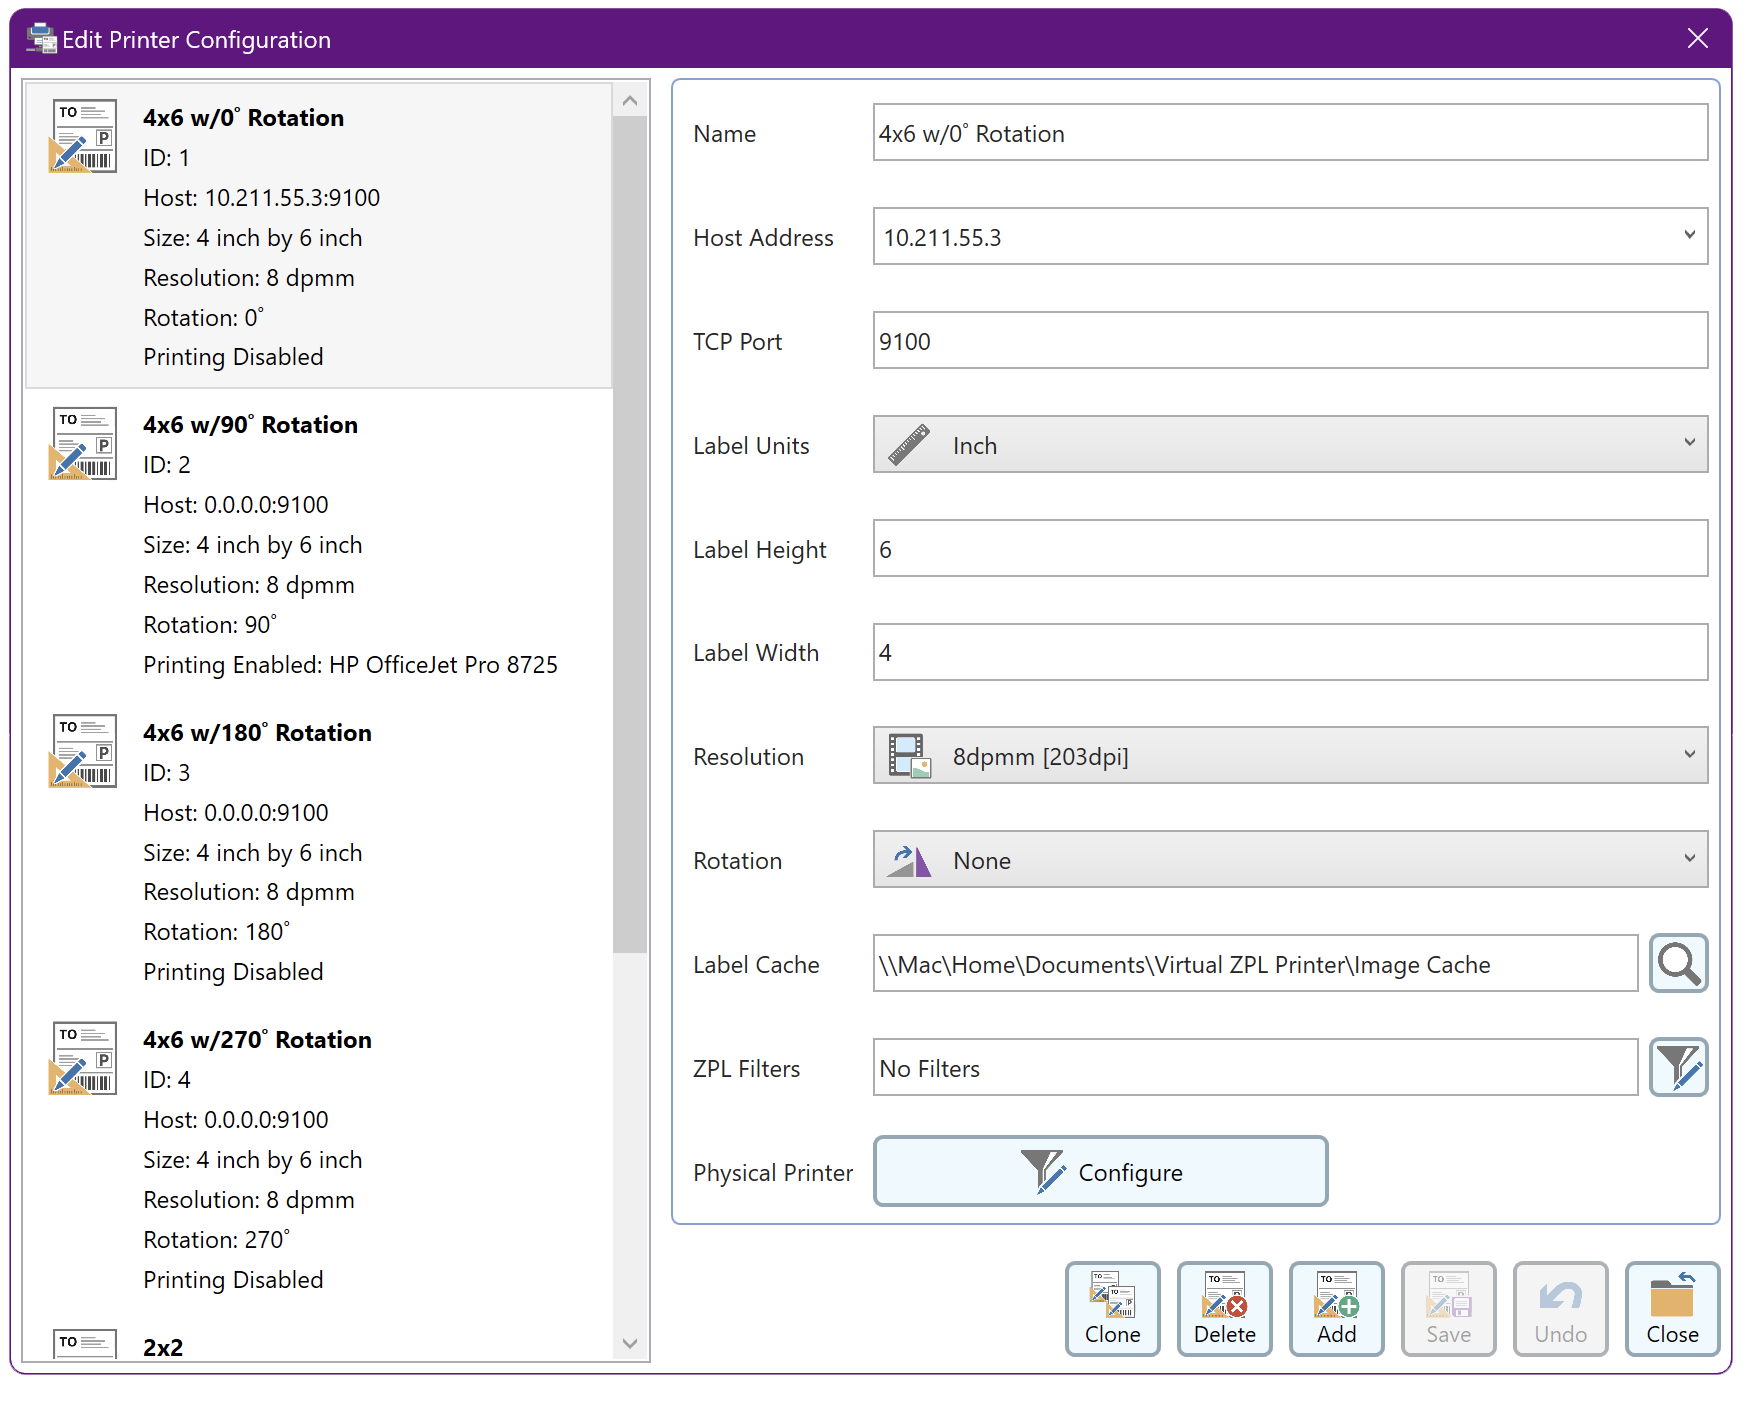 Edit Printer Configuration
TO
P
4x6 w/0° Rotation
ID: 1
Host: 10.211.55.3:9100
Size: 4 inch by 6 inch
Resolution: 8 dpmm
Rotation: 0°
Printing Disabled
TO
P
4x6 w/90° Rotation
ID: 2
Host: 0.0.0.0:9100
Size: 4 inch by 6 inch
Resolution: 8 dpmm
Rotation: 90°
Printing Enabled: HP OfficeJet Pro 8725
TO
P
4x6 w/180° Rotation
ID: 3
Host: 0.0.0.0:9100
Size: 4 inch by 6 inch
Resolution: 8 dpmm
Rotation: 180°
Printing Disabled
TO
P
4x6 w/270° Rotation
ID: 4
Host: 0.0.0.0:9100
Size: 4 inch by 6 inch
Resolution: 8 dpmm
Rotation: 270°
Printing Disabled
TO
2x2
Name 4x6 w/0° Rotation
Host Address 10.211.55.3
TCP Port 9100
Label Units Inch
Label Height 6
Label Width 4
Resolution 8dpmm [203dpi]
Rotation None
Label Cache \\Mac\Home\Documents\Virtual ZPL Printer\Image Cache
ZPL Filters No Filters
Physical Printer Configure
Clone Delete Add Save Undo Close